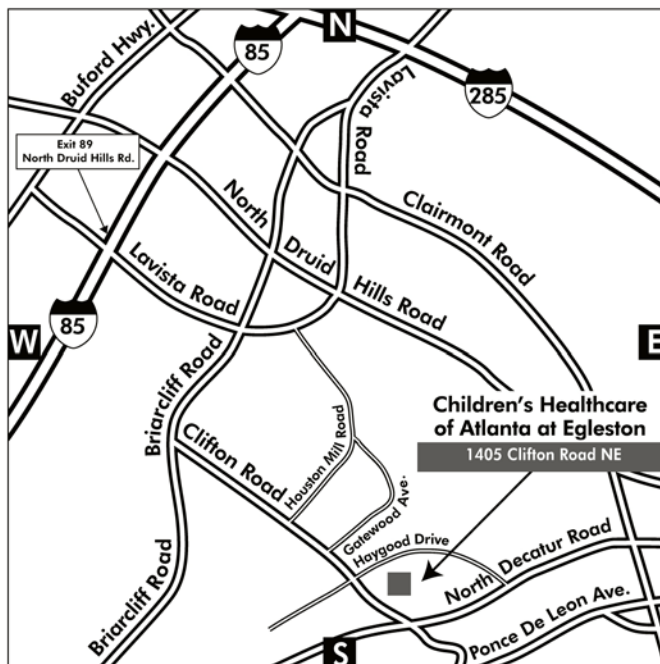 N
Buford Hwy.
85
Lavista
Road
285
Exit 89
North Druid Hills Rd.
North
Druid
Hills Road
Clairmont Road
Lavista Road
W
85
E
Briarcliff Road
Children's Healthcare
of Atlanta at Egleston
1405 Clifton Road NE
Clifton Road
Houston Mill Road
Gatewood Ave.
Haygood Drive
North Decatur Road
Briarcliff Road
Ponce De Leon Ave.
S